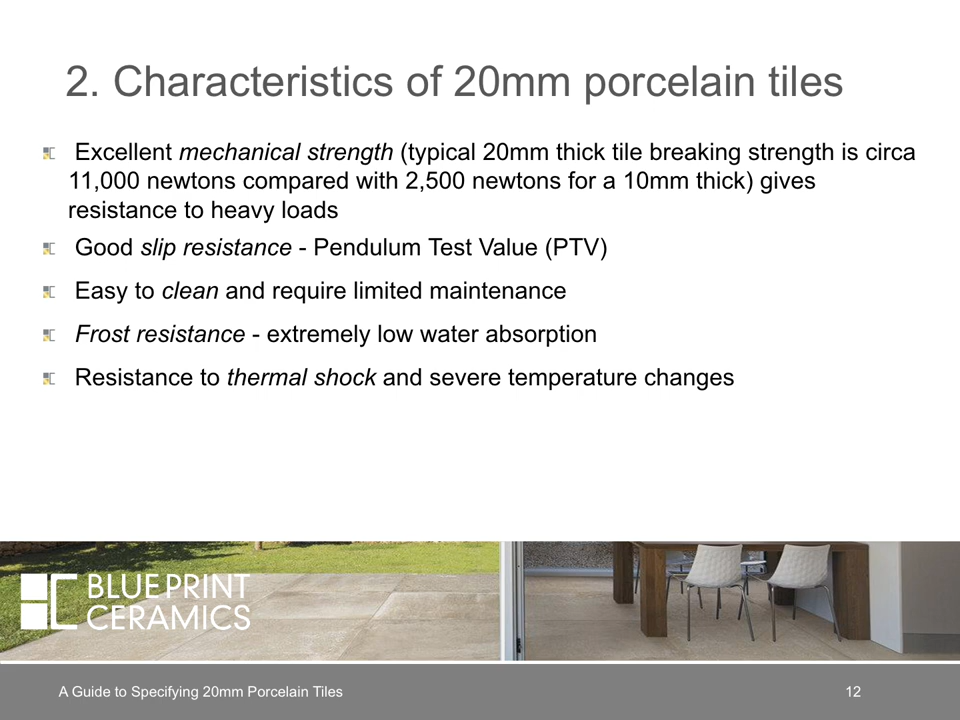 2. Characteristics of 20mm porcelain tiles
Excellent mechanical strength (typical 20mm thick tile breaking strength is circa
11,000 newtons compared with 2,500 newtons for a 10mm thick) gives
resistance to heavy loads
Good slip resistance - Pendulum Test Value (PTV)
Easy to clean and require limited maintenance
Frost resistance - extremely low water absorption
Resistance to thermal shock and severe temperature changes
BLUEPRINT
CERAMICS
A Guide to Specifying 20mm Porcelain Tiles
12